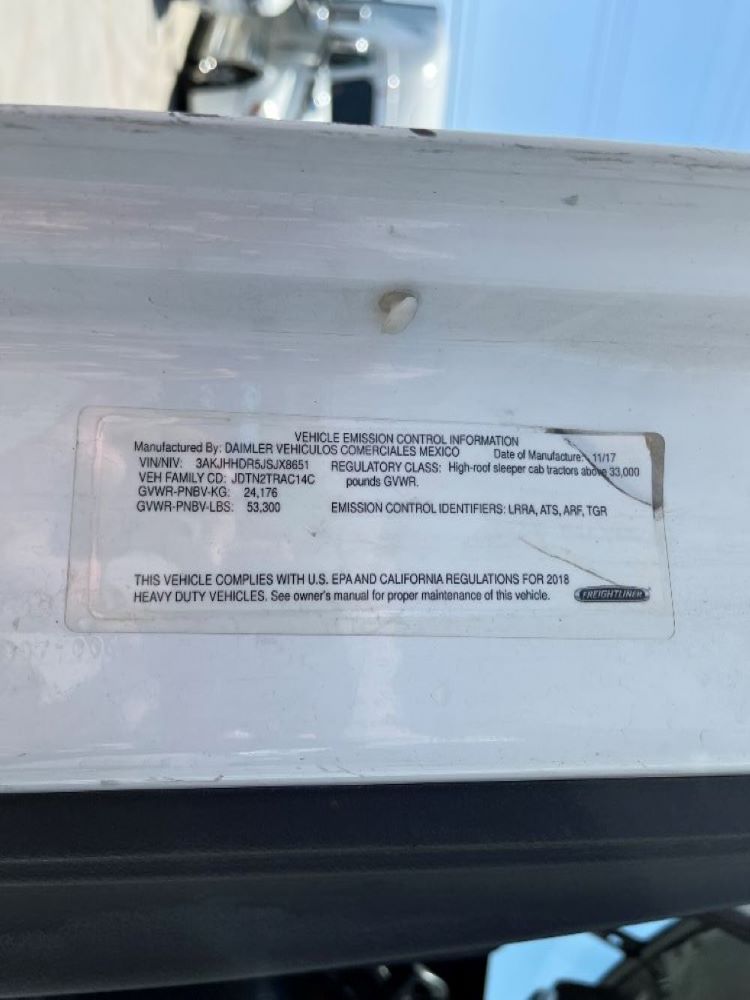 VEHICLE EMISSION CONTROL INFORMATION
Manufactured By: DAIMLER VEHICULOS COMERCIALES MEXICO Date of Manufacture: 11/17
VIN/NIV: 3AKJHHDR5JSJX8651 REGULATORY CLASS: High-roof sleeper cab tractors above 33,000
VEH FAMILY CD: JDTN2TRAC14C pounds GVWR.
GVWR-PNBV-KG: 24,176
GVWR-PNBV-LBS: 53,300 EMISSION CONTROL IDENTIFIERS: LRRA, ATS, ARF, TGR
THIS VEHICLE COMPLIES WITH U.S. EPA AND CALIFORNIA REGULATIONS FOR 2018
HEAVY DUTY VEHICLES. See owner's manual for proper maintenance of this vehicle. FREIGHTLINER